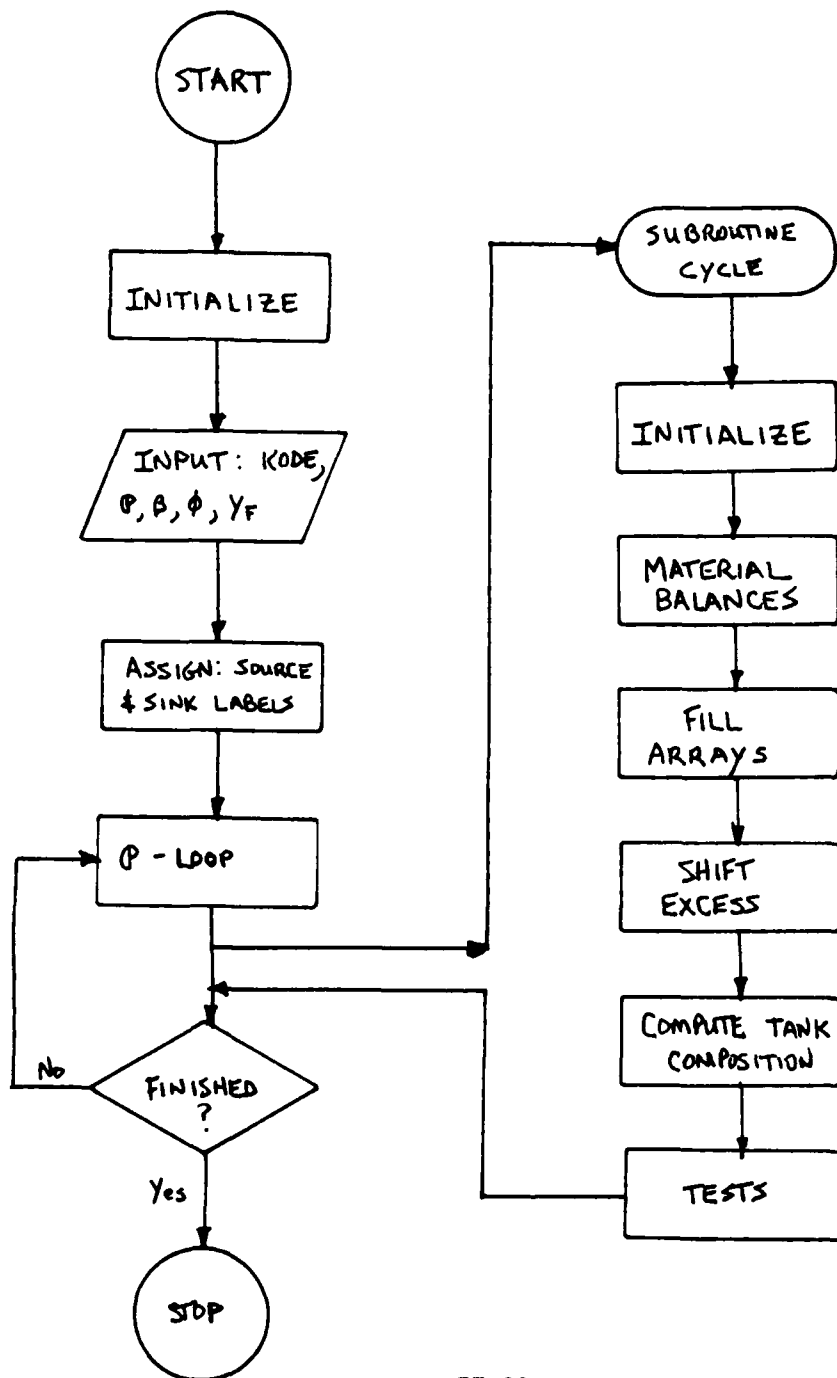 START
INITIALIZE
INPUT: KODE,
P, β, φ, YF
ASSIGN: SOURCE
& SINK LABELS
P - LOOP
No
FINISHED
?
Yes
STOP
SUBROUTINE
CYCLE
INITIALIZE
MATERIAL
BALANCES
FILL
ARRAYS
SHIFT
EXCESS
COMPUTE TANK
COMPOSITION
TESTS